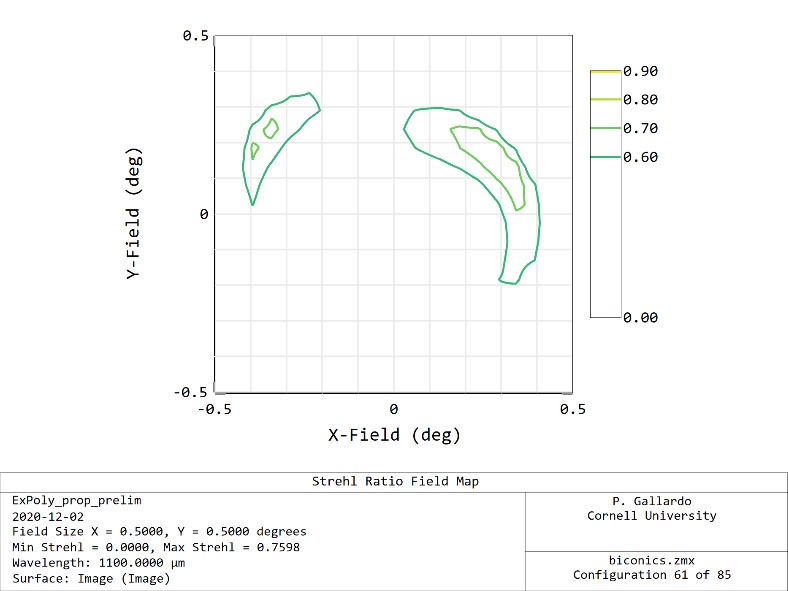 0.5
0
-0.5
-0.5
0
0.5
Y-Field (deg)
X-Field (deg)
0.90
0.80
0.70
0.60
0.00
Strehl Ratio Field Map
ExPoly_prop_prelim
2020-12-02
Field Size X = 0.5000, Y = 0.5000 degrees
Min Strehl = 0.0000, Max Strehl = 0.7598
Wavelength: 1100.0000 µm
Surface: Image (Image)
P. Gallardo
Cornell University
biconics.zmx
Configuration 61 of 85